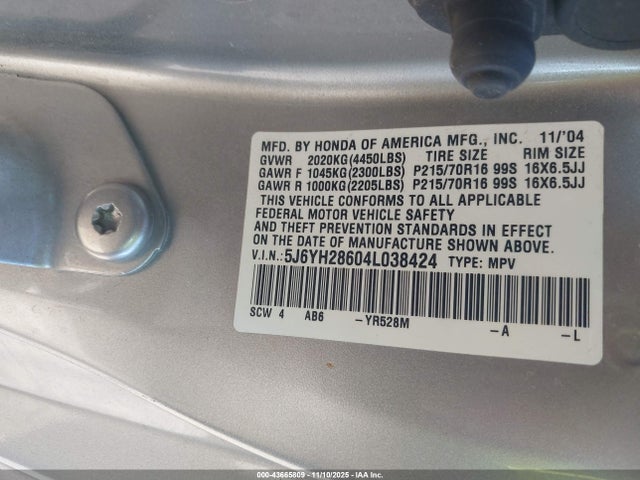 MFD. BY HONDA OF AMERICA MFG., INC. 11/'04
GVWR 2020KG(4450LBS) TIRE SIZE RIM SIZE
GAWR F 1045KG(2300LBS) P215/70R16 99S 16X6.5JJ
GAWR R 1000KG(2205LBS) P215/70R16 99S 16X6.5JJ
THIS VEHICLE CONFORMS TO ALL APPLICABLE
FEDERAL MOTOR VEHICLE SAFETY
AND THEFT PREVENTION STANDARDS IN EFFECT
ON THE DATE OF MANUFACTURE SHOWN ABOVE.
V.I.N.: 5J6YH28604L038424 TYPE: MPV
SCW 4 AB6 -YR528M -A -L
000-43665809 - 11/10/2025 - IAA Inc.